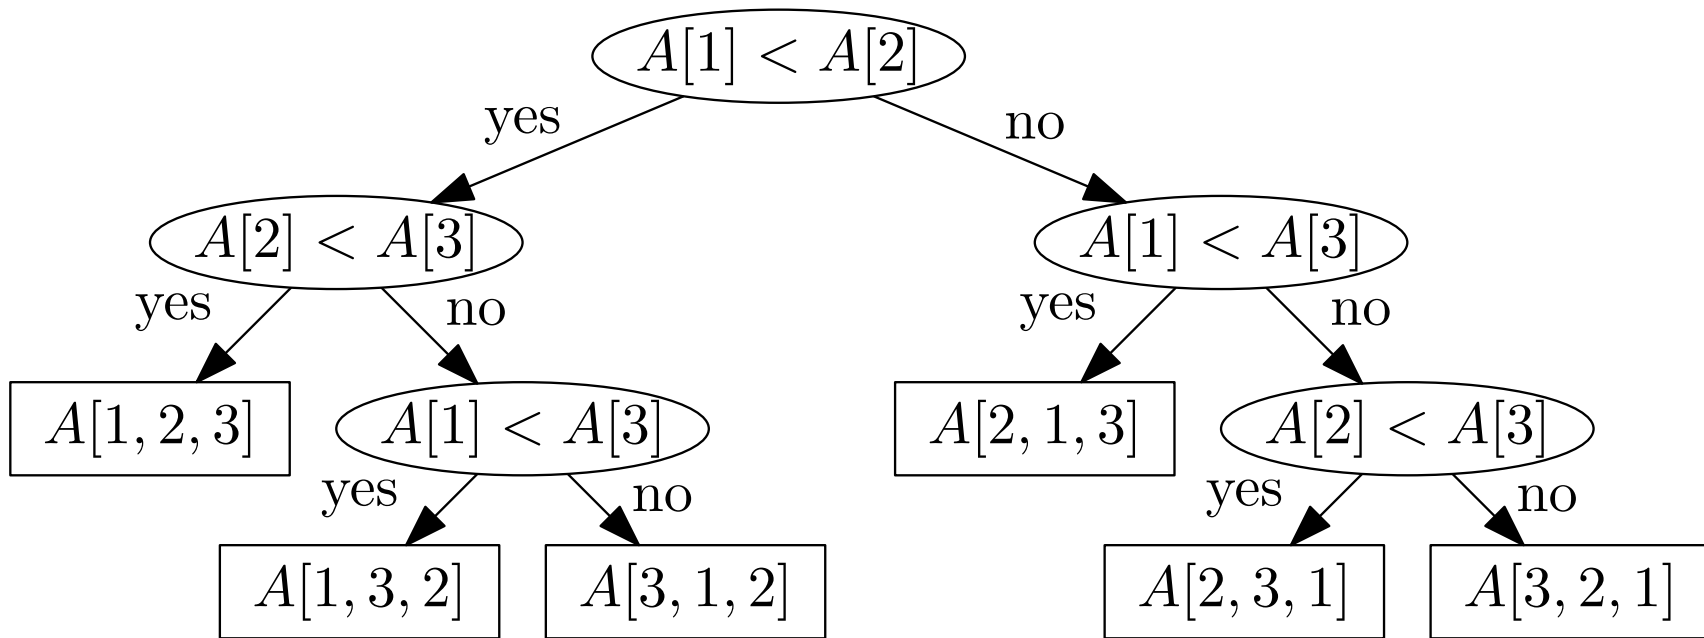 A[1] < A[2]
yes
no
A[2] < A[3]
A[1] < A[3]
yes
no
yes
no
A[1, 2, 3]
A[1] < A[3]
A[2, 1, 3]
A[2] < A[3]
yes
no
yes
no
A[1, 3, 2]
A[3, 1, 2]
A[2, 3, 1]
A[3, 2, 1]